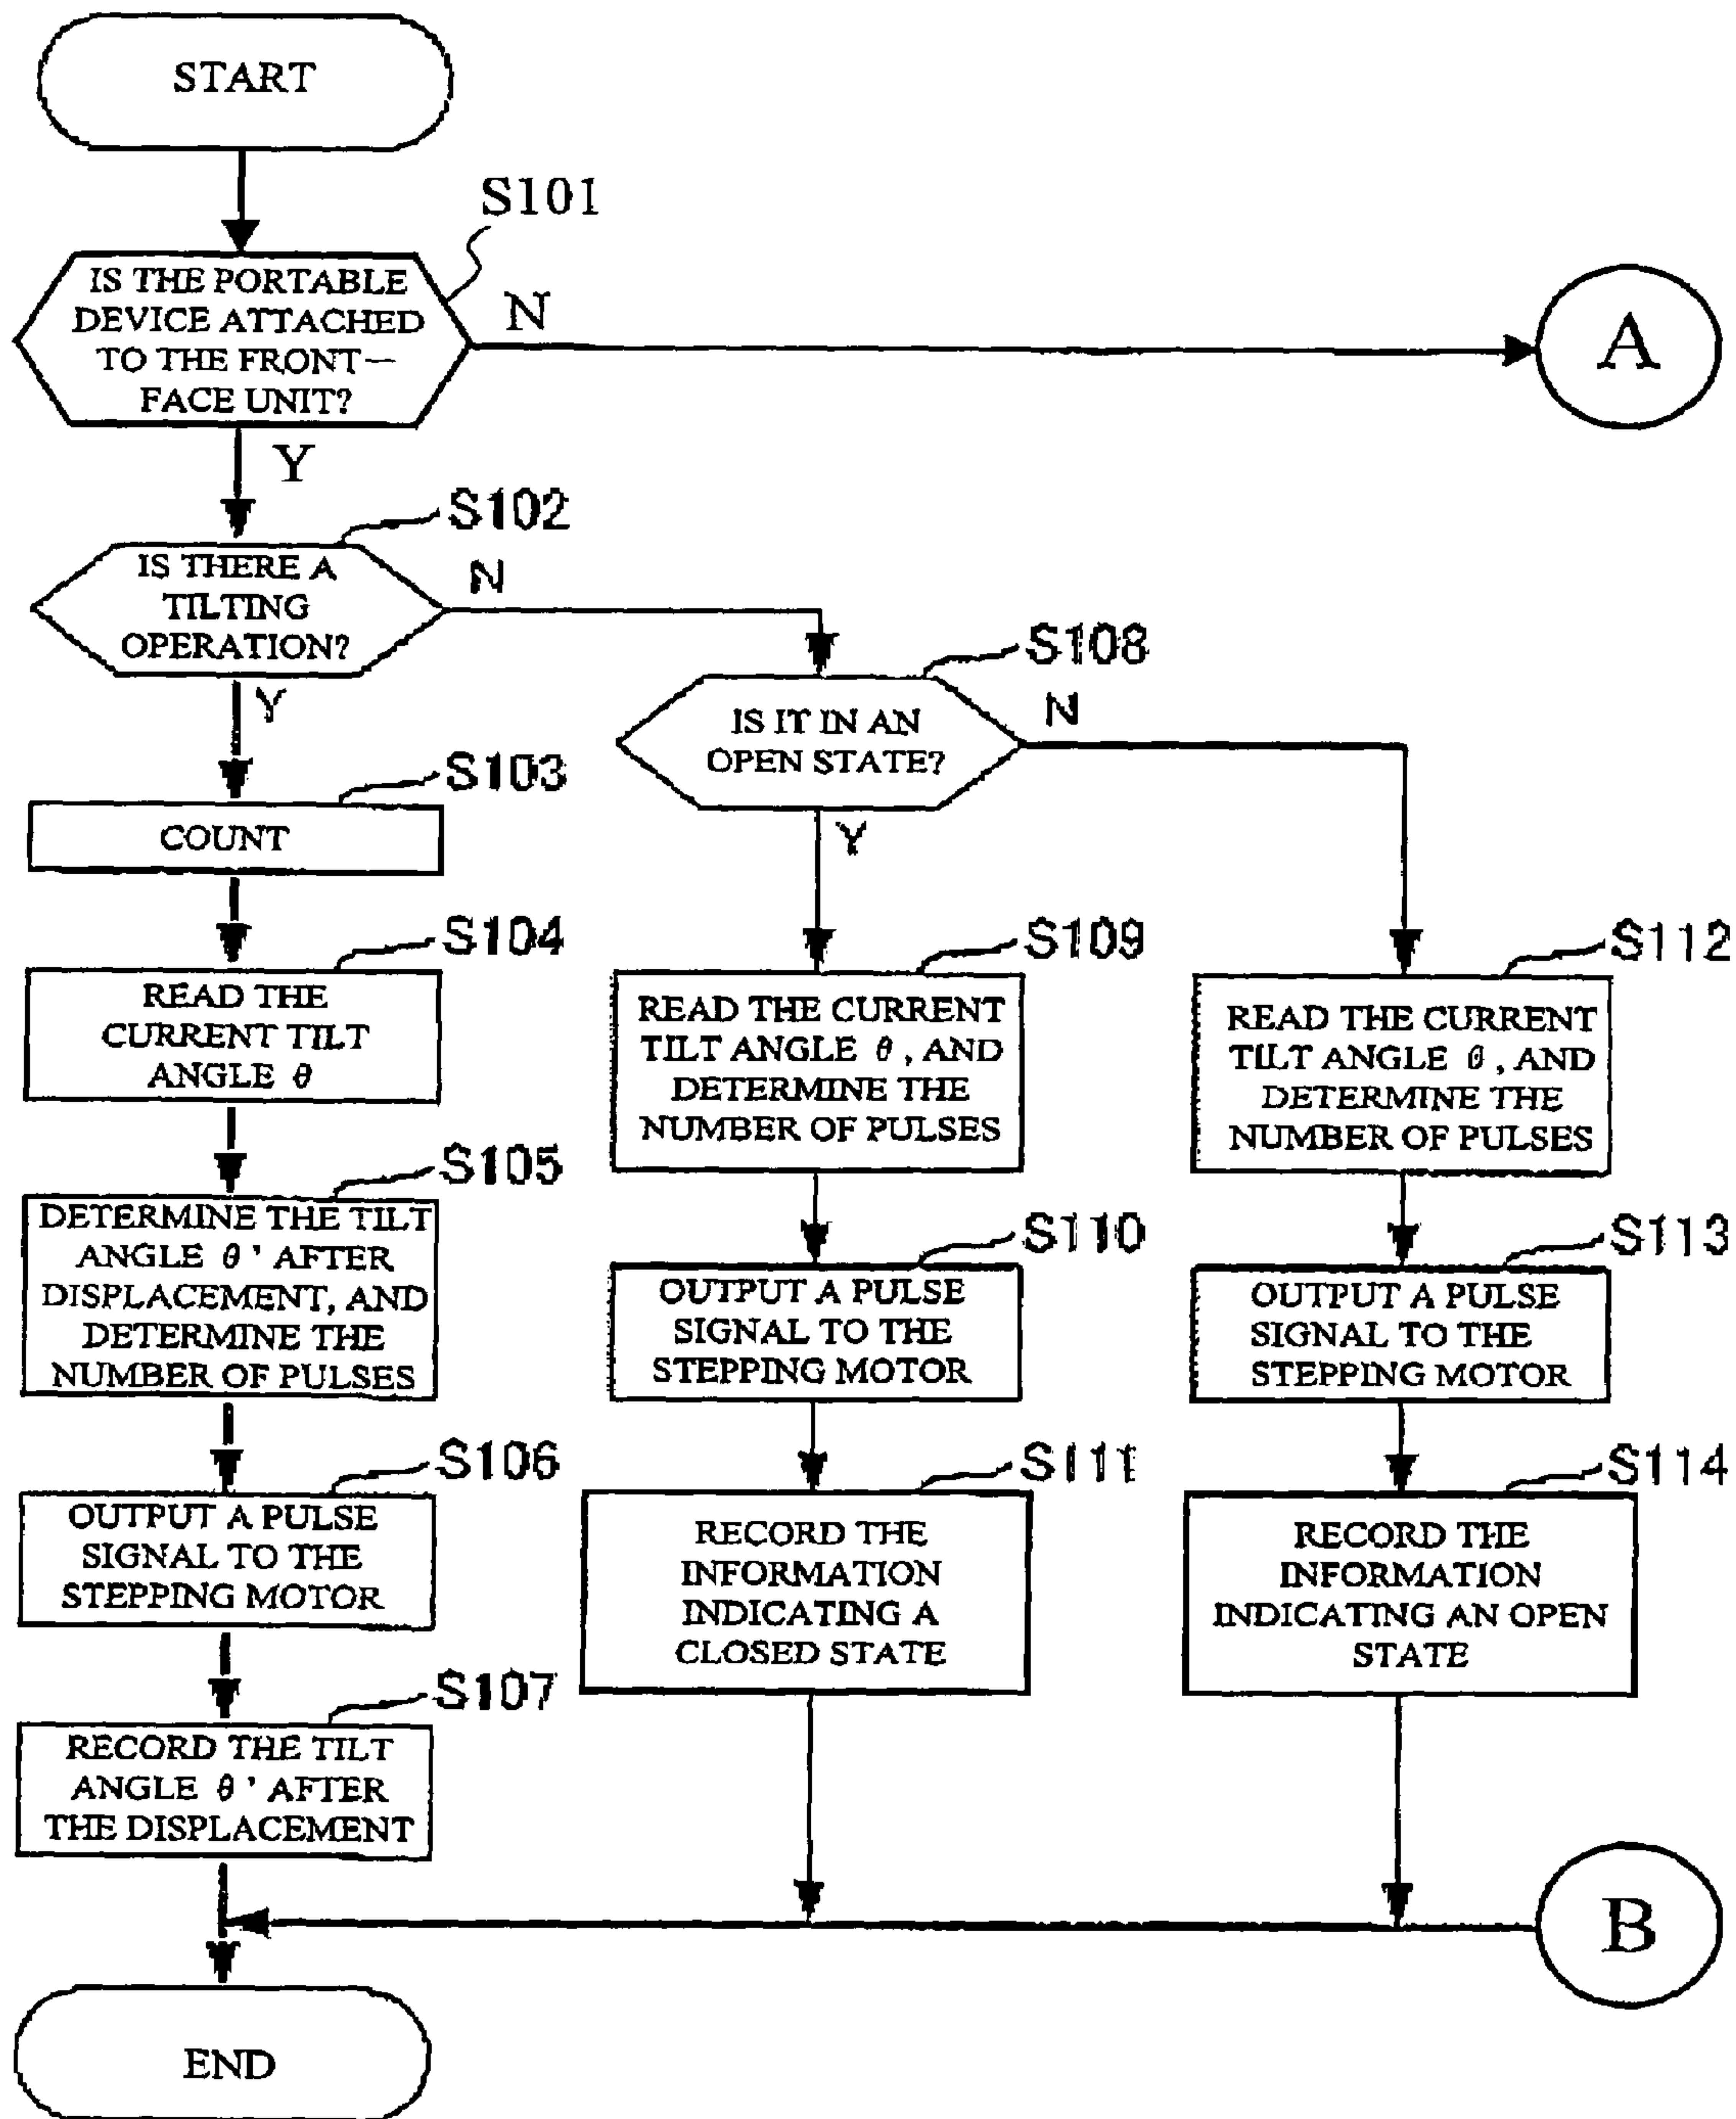 START
S101
IS THE PORTABLE
DEVICE ATTACHED
TO THE FRONT—
FACE UNIT?
N
A
Y
S102
IS THERE A
TILTING
OPERATION?
N
Y
S108
IS IT IN AN
OPEN STATE?
N
Y
S103
COUNT
S104
READ THE
CURRENT TILT
ANGLE θ
S109
READ THE CURRENT
TILT ANGLE θ, AND
DETERMINE THE
NUMBER OF PULSES
S112
READ THE CURRENT
TILT ANGLE θ, AND
DETERMINE THE
NUMBER OF PULSES
S105
DETERMINE THE TILT
ANGLE θ' AFTER
DISPLACEMENT, AND
DETERMINE THE
NUMBER OF PULSES
S110
OUTPUT A PULSE
SIGNAL TO THE
STEPPING MOTOR
S113
OUTPUT A PULSE
SIGNAL TO THE
STEPPING MOTOR
S106
OUTPUT A PULSE
SIGNAL TO THE
STEPPING MOTOR
S111
RECORD THE
INFORMATION
INDICATING A
CLOSED STATE
S114
RECORD THE
INFORMATION
INDICATING AN OPEN
STATE
S107
RECORD THE TILT
ANGLE θ' AFTER
THE DISPLACEMENT
B
END